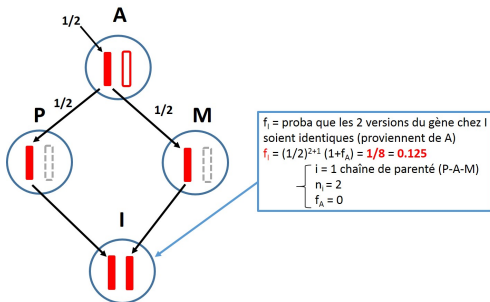 A
1/2
1/2
1/2
P
M
I
fI = proba que les 2 versions du gène chez I
soient identiques (proviennent de A)
fI = (1/2)²⁺¹ (1+fA) = 1/8 = 0.125
i = 1 chaîne de parenté (P-A-M)
ni = 2
fA = 0